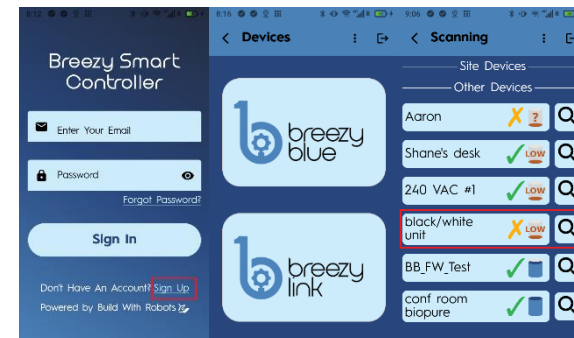 8:12
Breezy Smart
Controller
Enter Your Email
Password
Forgot Password?
Sign In
Don't Have An Account? Sign Up
Powered by Build With Robots
8:16
Devices
breezy
blue
breezy
link
9:06
Scanning
Site Devices
Other Devices
Aaron
?
Shane's desk
LOW
240 VAC #1
LOW
black/white
unit
LOW
BB_FW_Test
conf room
biopure